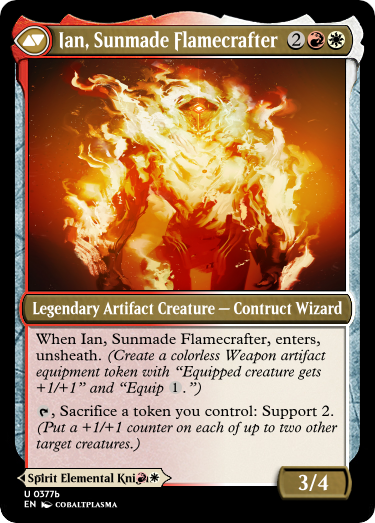 Ian, Sunmade Flamecrafter 2
Legendary Artifact Creature — Contruct Wizard
When Ian, Sunmade Flamecrafter, enters,
unsheath. (Create a colorless Weapon artifact
equipment token with “Equipped creature gets
+1/+1” and “Equip 1.”)
, Sacrifice a token you control: Support 2.
(Put a +1/+1 counter on each of up to two other
target creatures.)
Spirit Elemental Kni
3/4
U 0377b
EN COBALTPLASMA